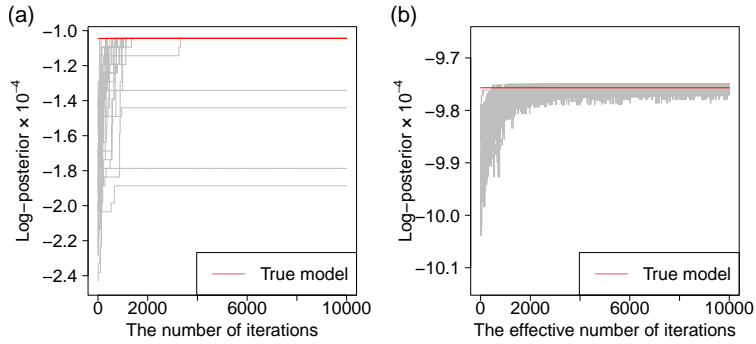 (a)
Log−posterior × 10⁻⁴
−1.0
−1.2
−1.4
−1.6
−1.8
−2.0
−2.2
−2.4
True model
0 2000 6000 10000
The number of iterations
(b)
Log−posterior × 10⁻⁴
−9.7
−9.8
−9.9
−10.0
−10.1
True model
0 2000 6000 10000
The effective number of iterations